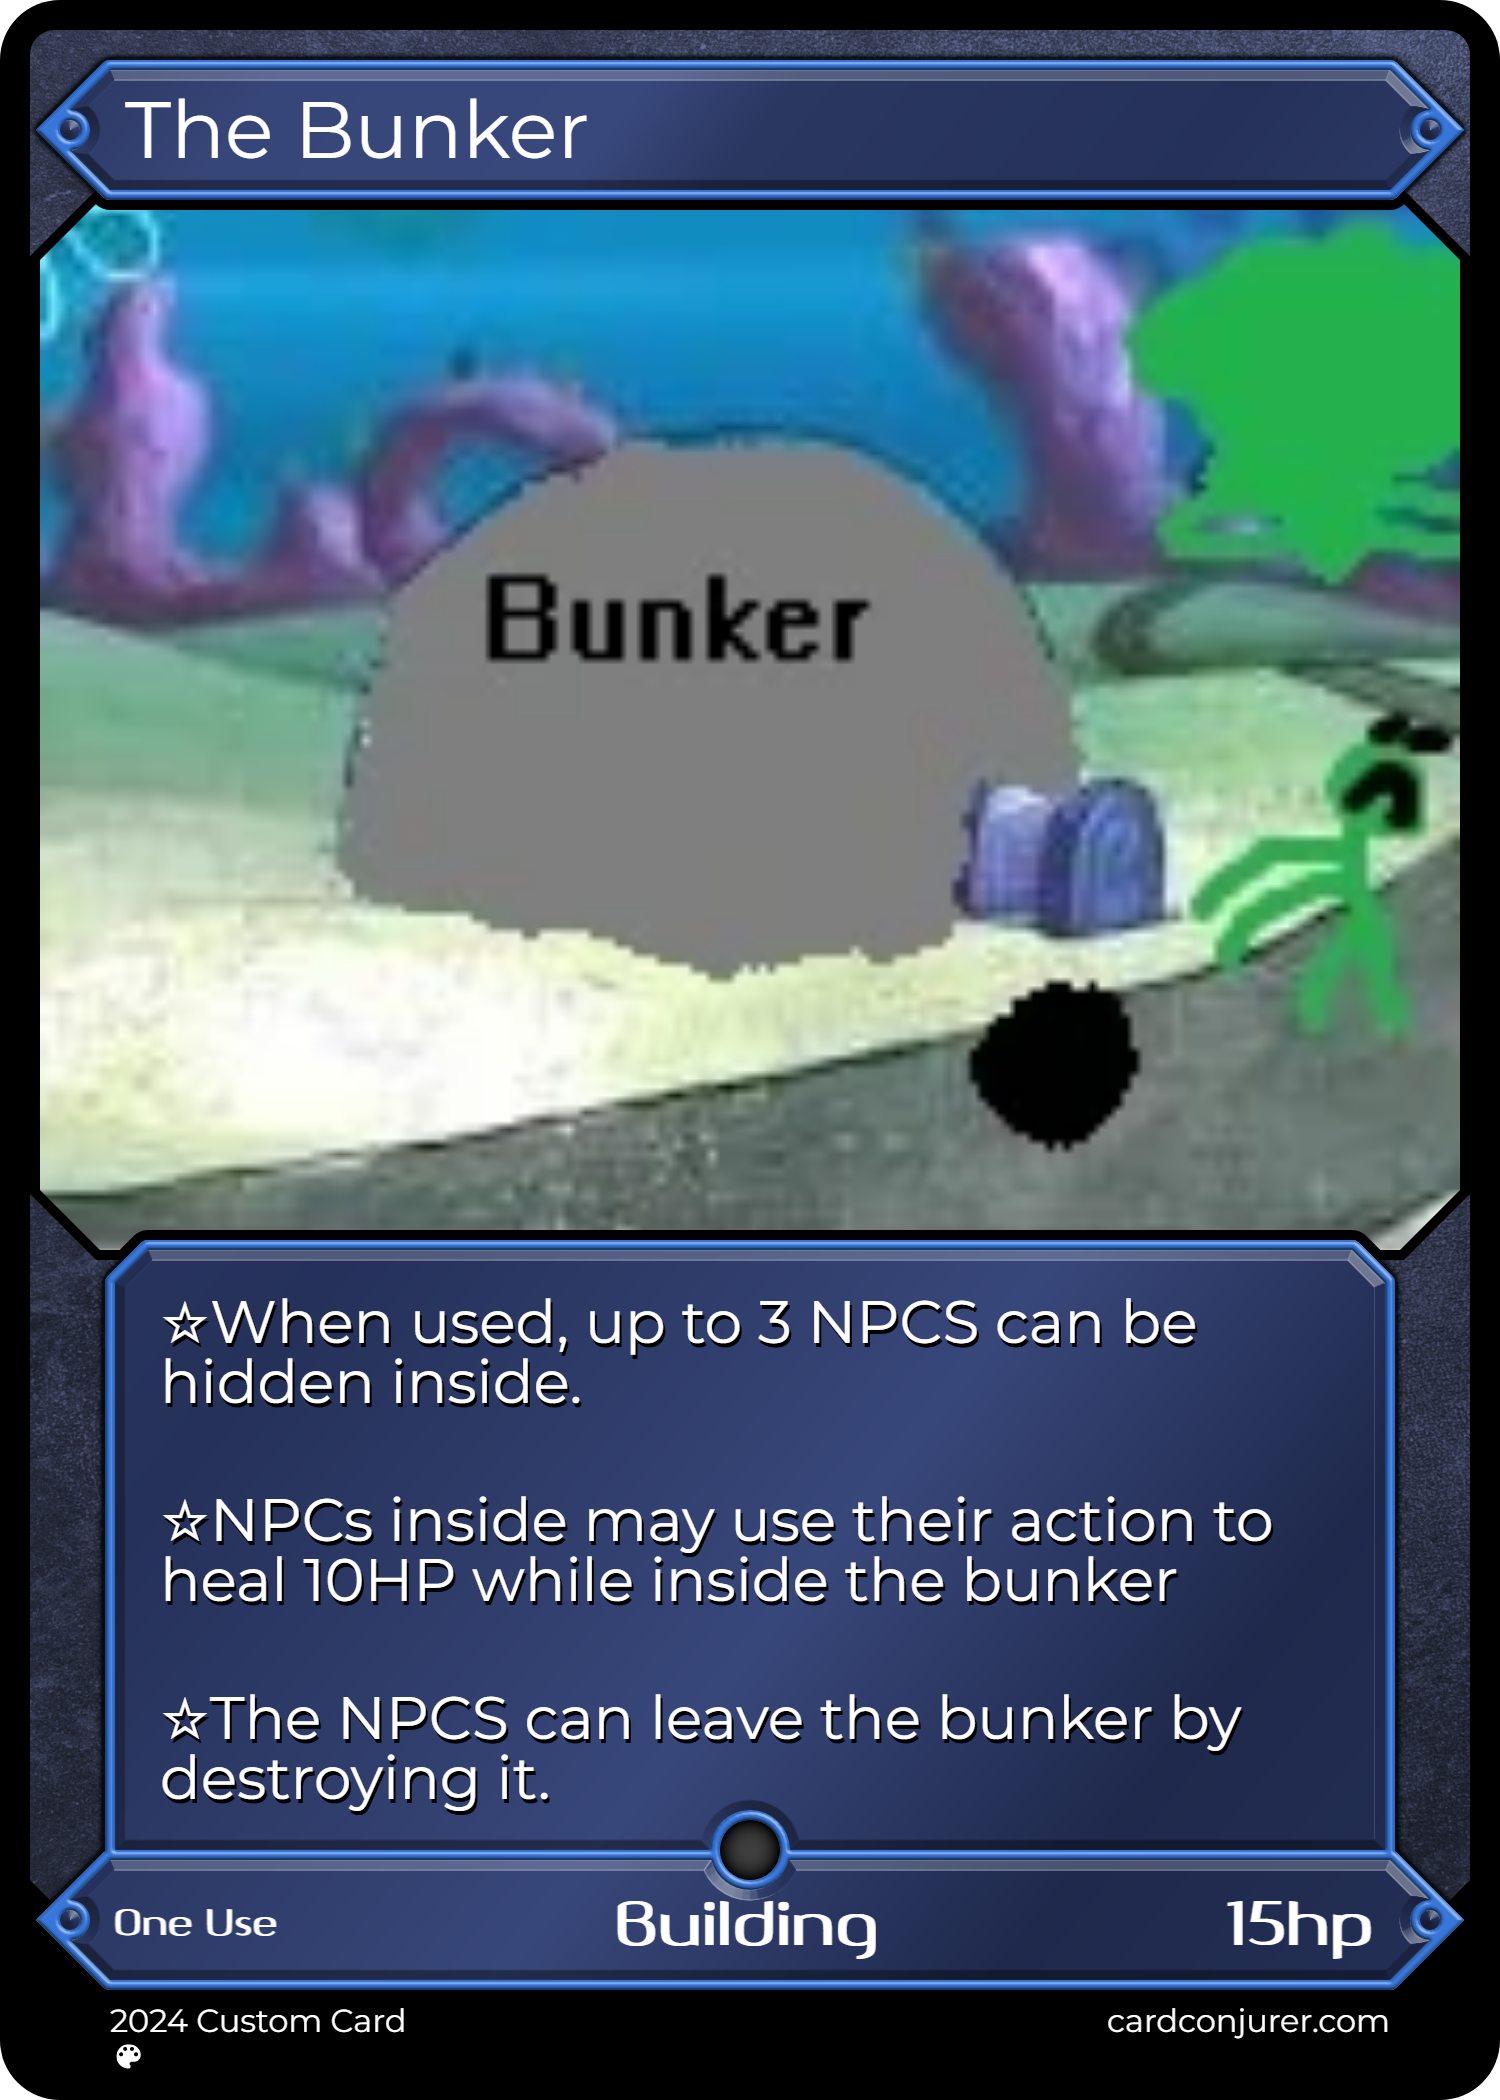 The Bunker
Bunker
☆When used, up to 3 NPCS can be
hidden inside.
☆NPCs inside may use their action to
heal 10HP while inside the bunker
☆The NPCS can leave the bunker by
destroying it.
One Use
Building
15hp
2024 Custom Card
cardconjurer.com